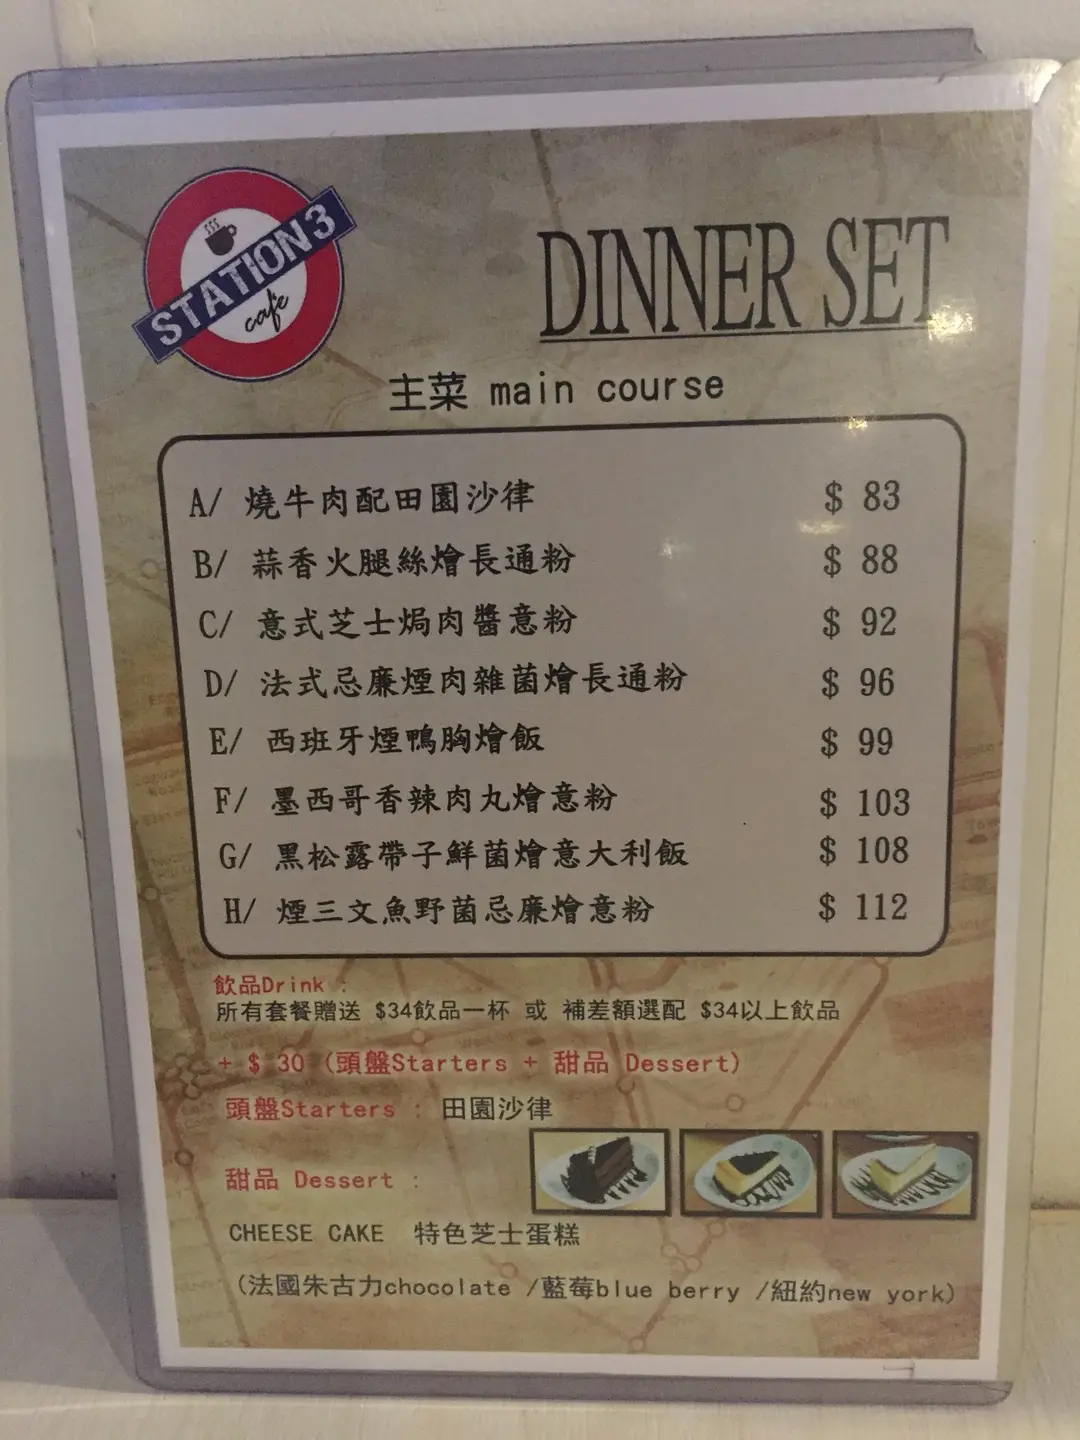 STATION 3
cafe
DINNER SET
主菜 main course
A/ 燒牛肉配田園沙律 $ 83
B/ 蒜香火腿絲燴長通粉 $ 88
C/ 意式芝士焗肉醬意粉 $ 92
D/ 法式忌廉煙肉雜菌燴長通粉 $ 96
E/ 西班牙煙鴨胸燴飯 $ 99
F/ 墨西哥香辣肉丸燴意粉 $ 103
G/ 黑松露帶子鮮菌燴意大利飯 $ 108
H/ 煙三文魚野菌忌廉燴意粉 $ 112
飲品Drink :
所有套餐贈送 $34飲品一杯 或 補差額選配 $34以上飲品
+ $ 30 (頭盤Starters + 甜品 Dessert)
頭盤Starters : 田園沙律
甜品 Dessert :
CHEESE CAKE 特色芝士蛋糕
(法國朱古力chocolate /藍莓blue berry /紐約new york)